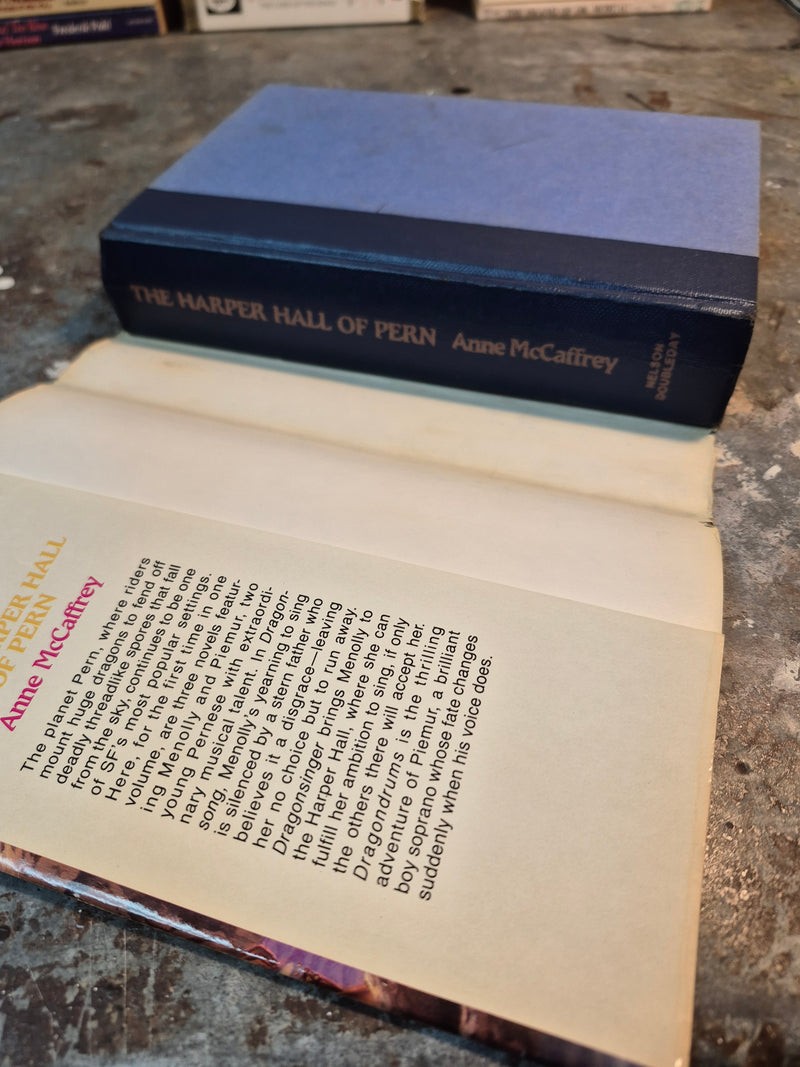 Frederik Pohl
THE HARPER HALL OF PERN Anne McCaffrey
NELSON
DOUBLEDAY
HALL
OF PERN
Anne McCaffrey
The planet Pern, where riders
mount huge dragons to fend off
deadly threadlike spores that fall
from the sky, continues to be one
of SF's most popular settings.
Here, for the first time in one
volume, are three novels featur-
ing Menolly and Piemur, two
young Pernese with extraordi-
nary musical talent. In Dragon-
song, Menolly's yearning to sing
is silenced by a stern father who
believes it a disgrace—leaving
her no choice but to run away.
Dragonsinger brings Menolly to
the Harper Hall, where she can
fulfill her ambition to sing, if only
the others there will accept her.
Dragondrums is the thrilling
adventure of Piemur, a brilliant
boy soprano whose fate changes
suddenly when his voice does.